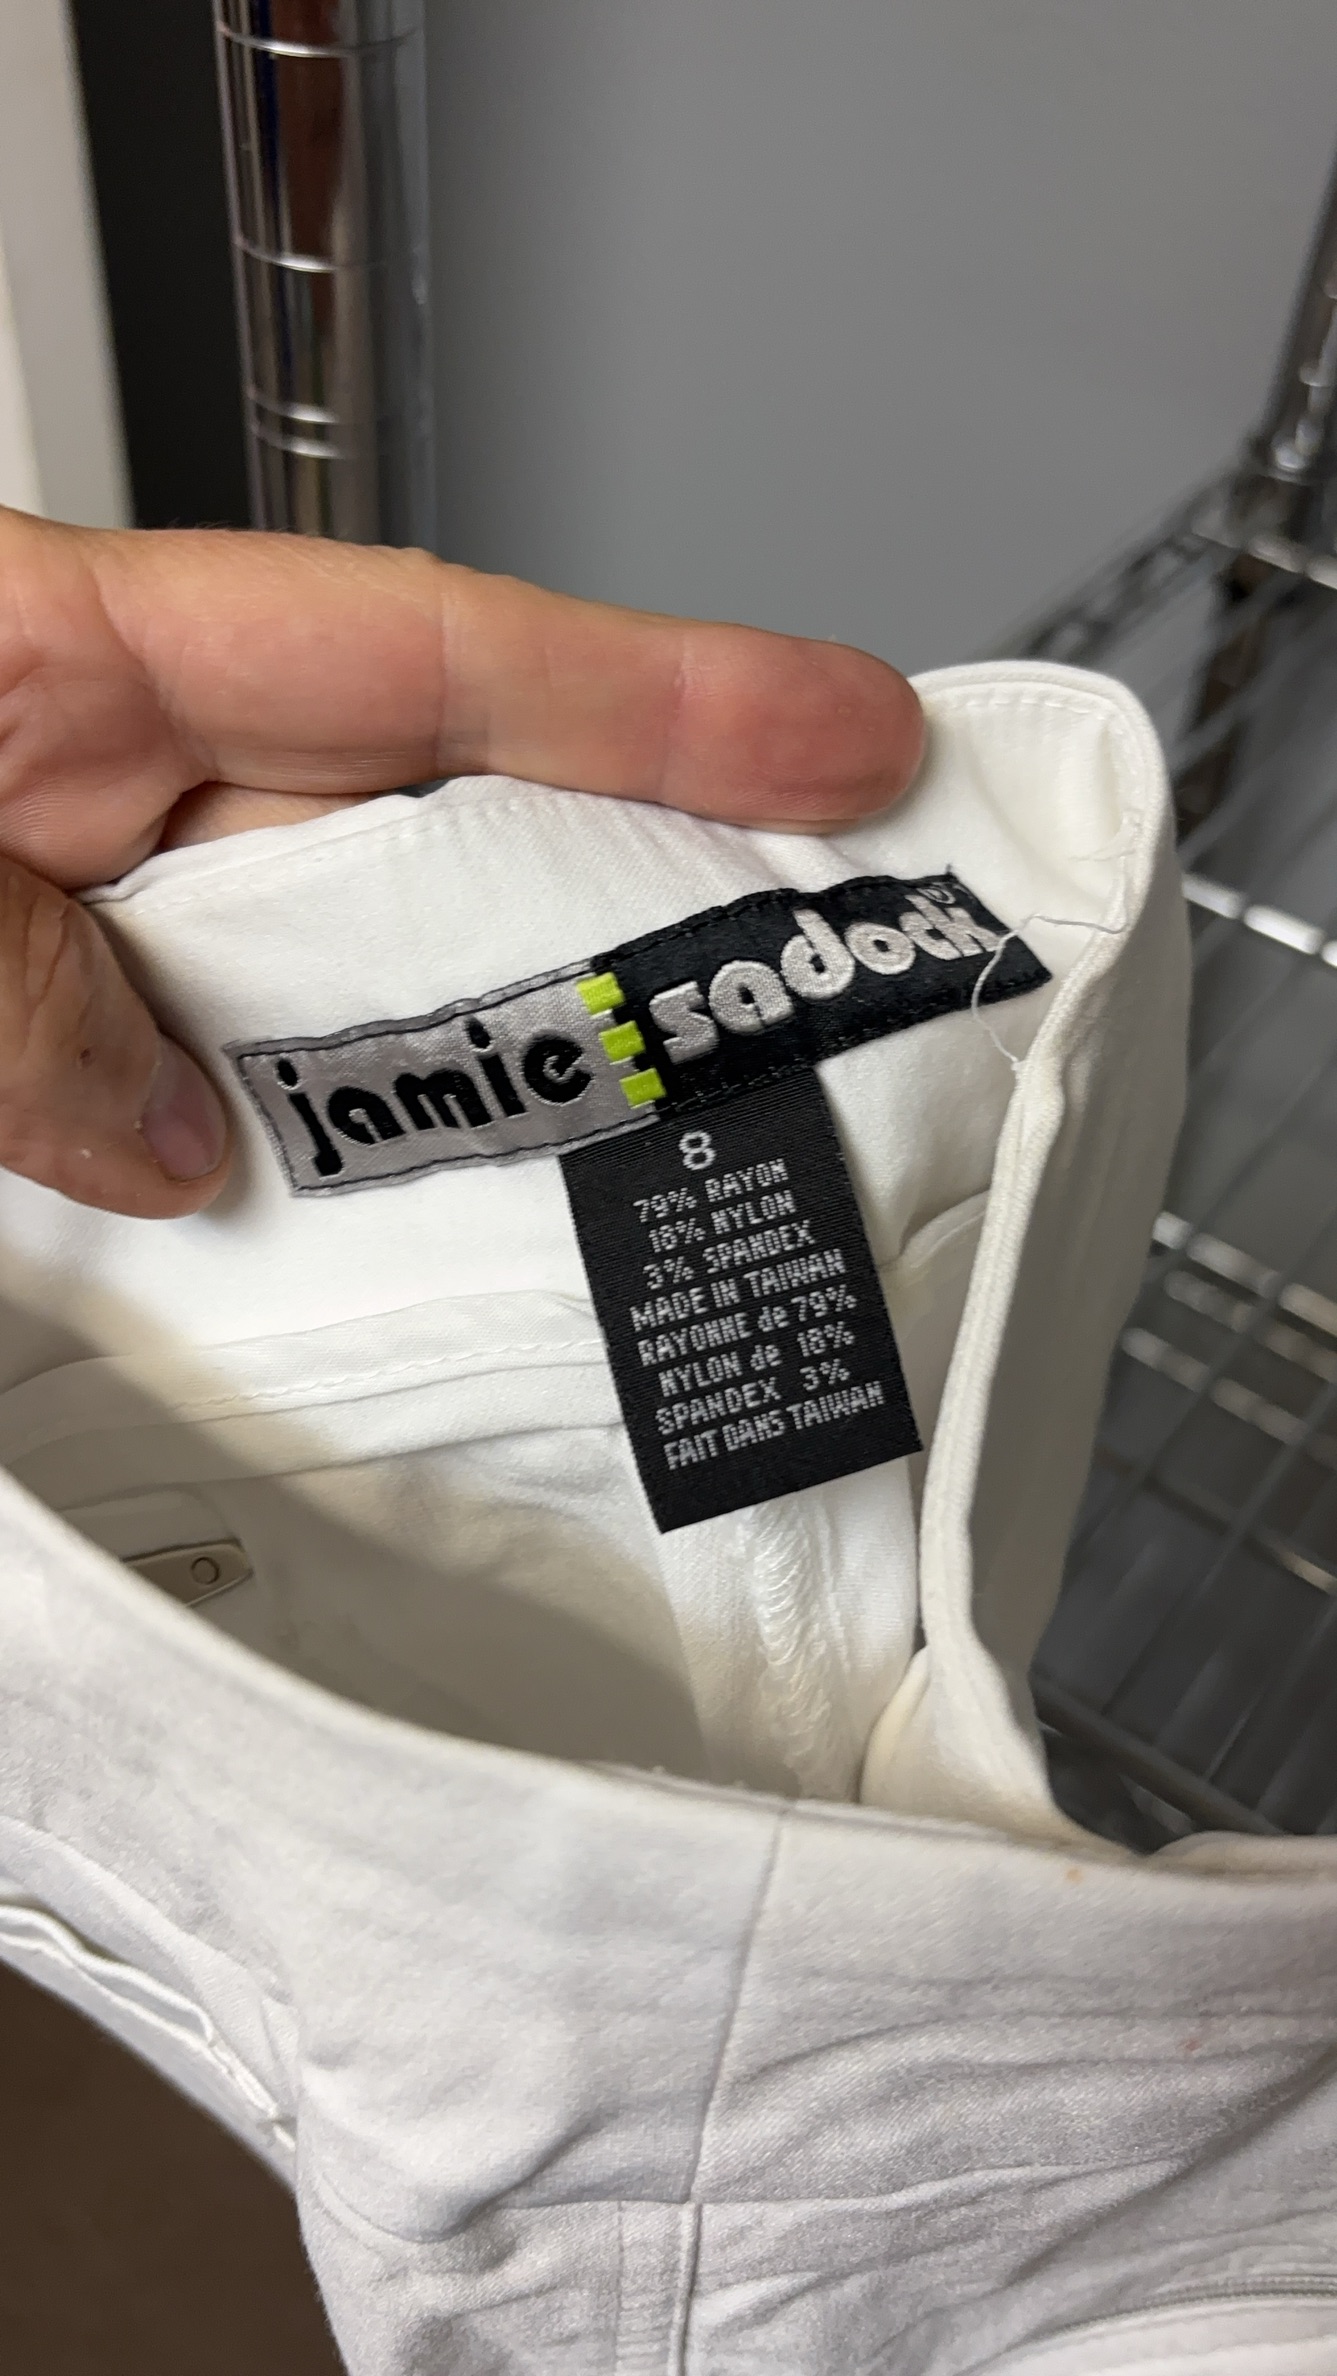 jamie sadock
8
79% RAYON
18% NYLON
3% SPANDEX
MADE IN TAIWAN
RAYONNE de 79%
NYLON de 18%
SPANDEX 3%
FAIT DANS TAIWAN